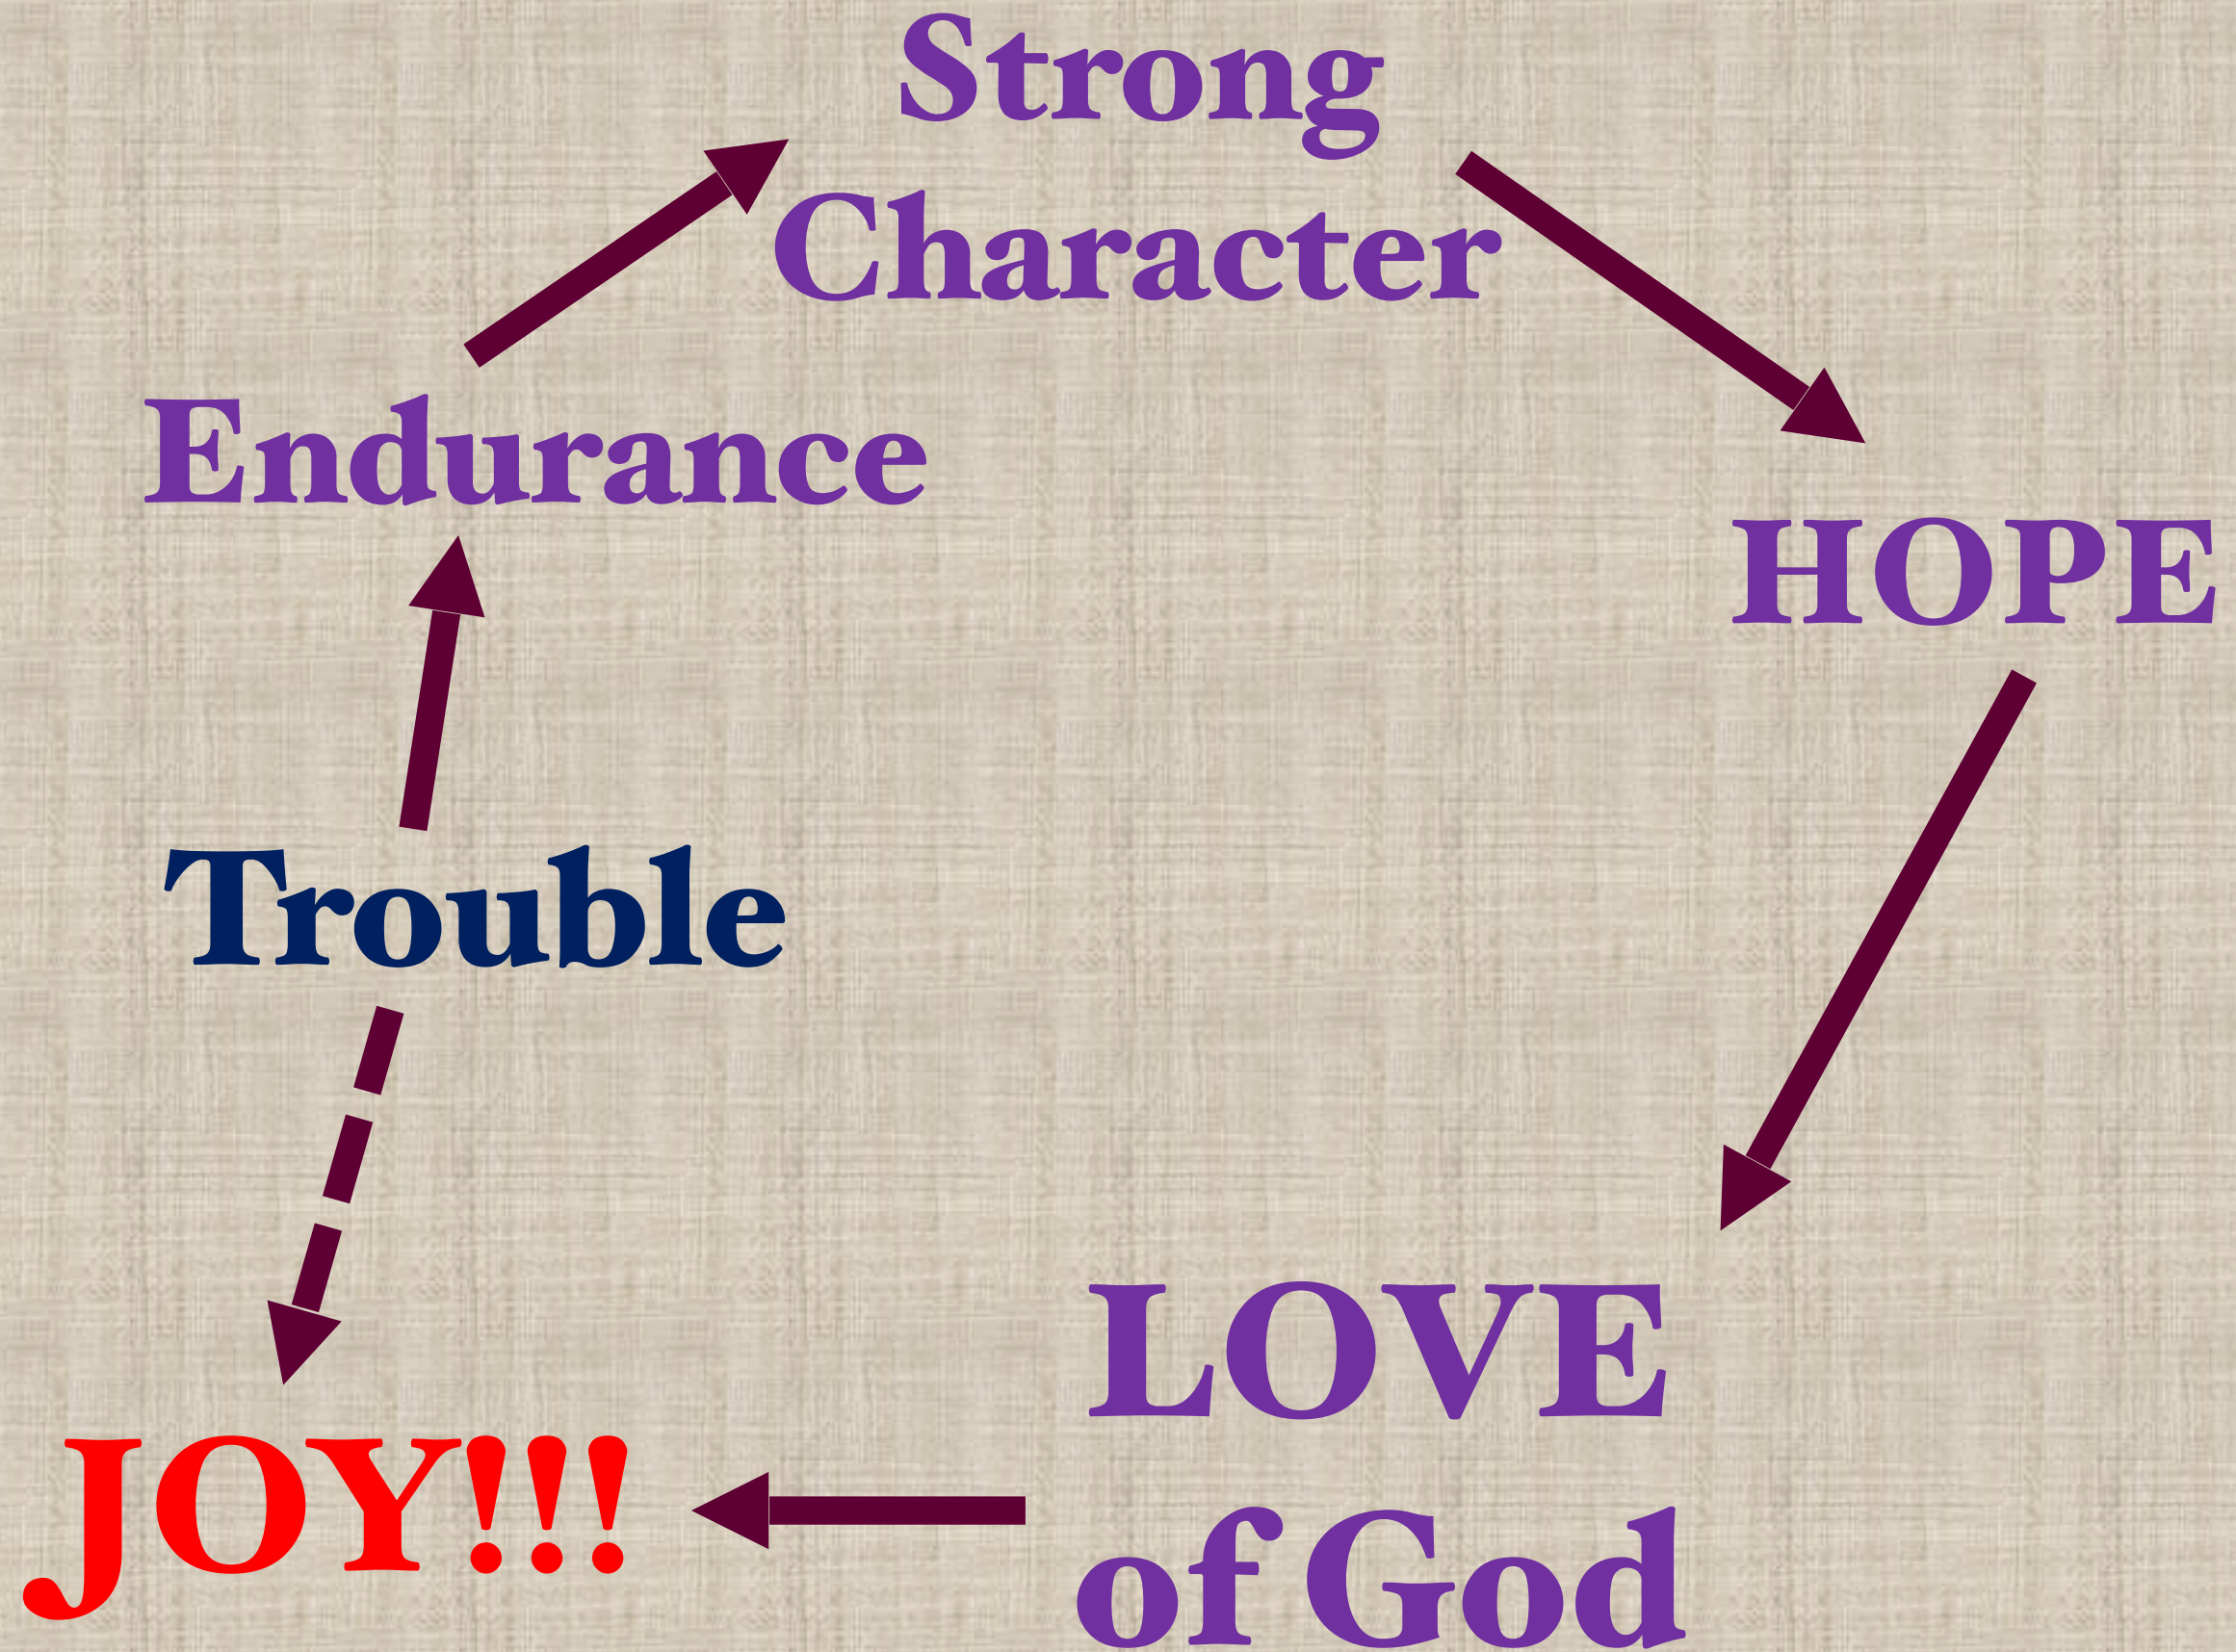 Strong
Character
Endurance
HOPE
Trouble
LOVE
of God
JOY!!!